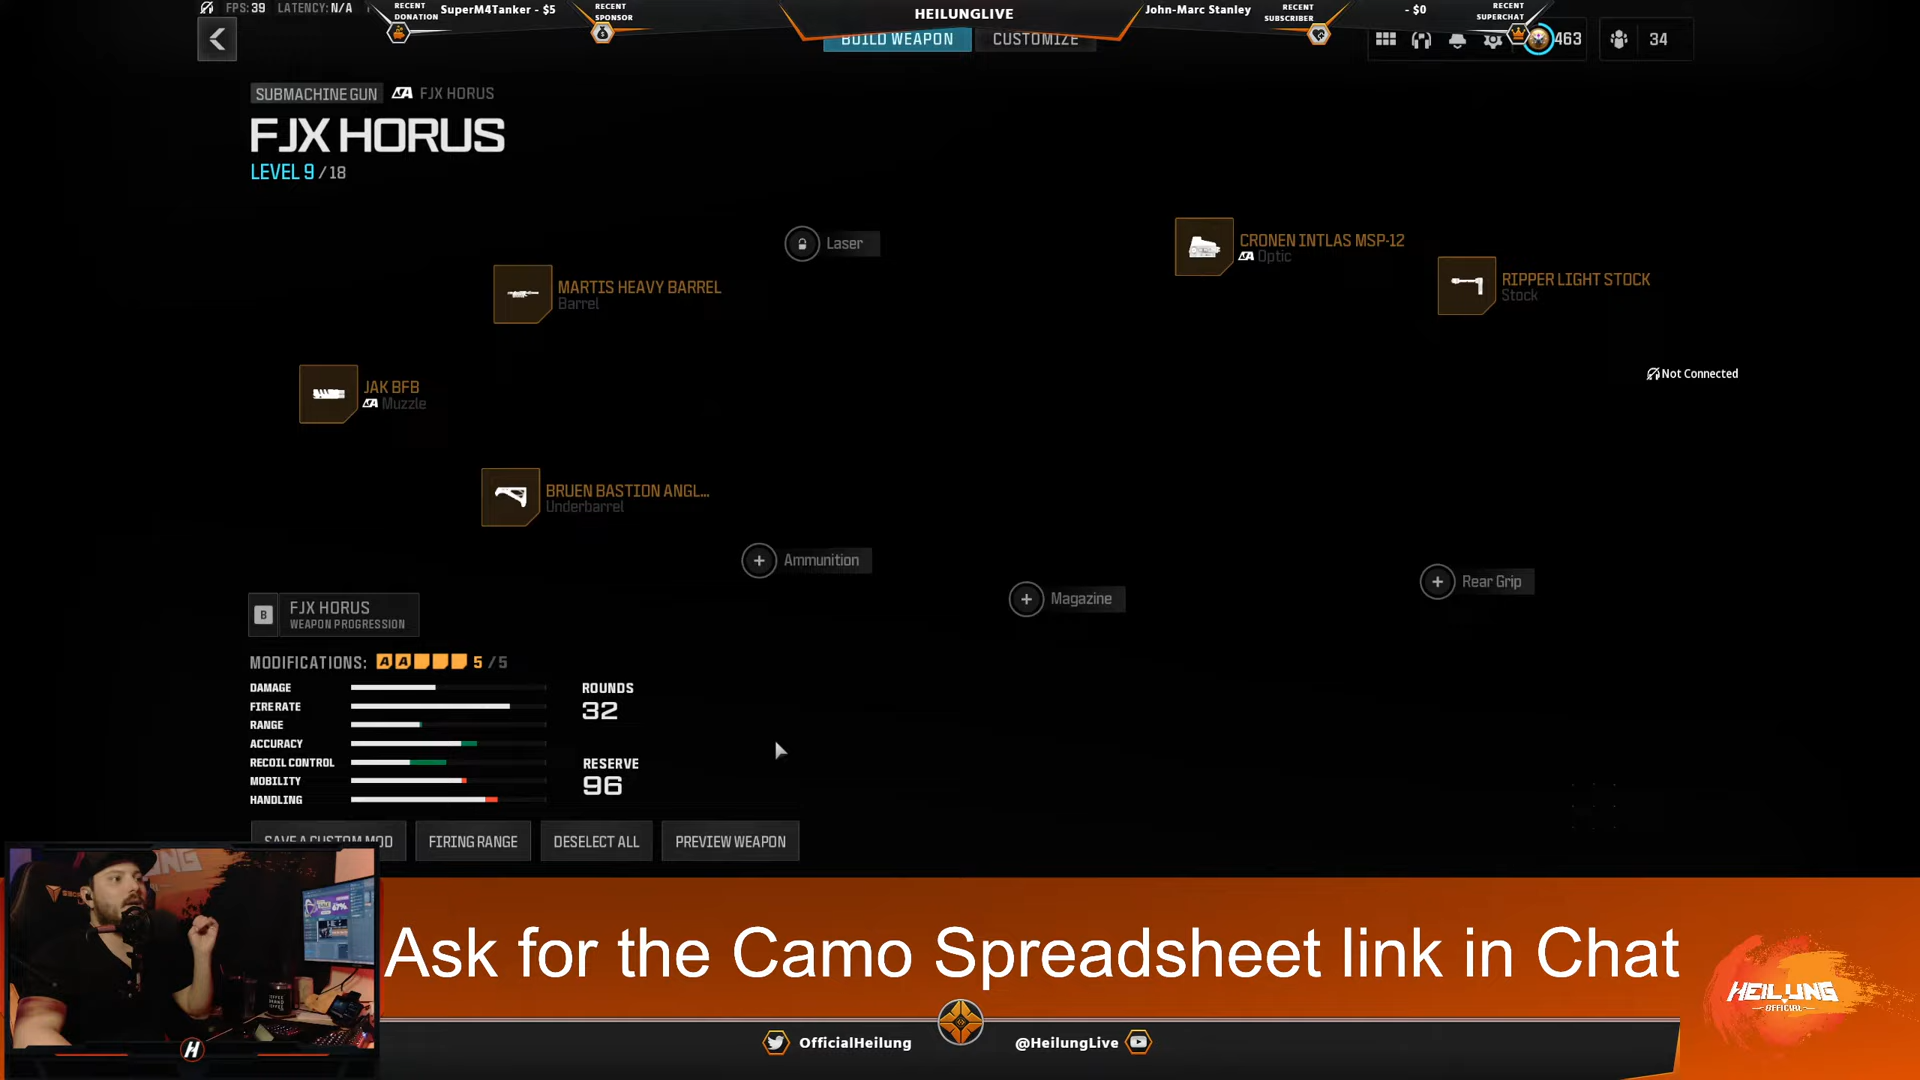 FPS: 39 LATENCY: N/A
RECENT DONATION
SuperM4Tanker - $5
RECENT SPONSOR
HEILUNGLIVE
John-Marc Stanley
RECENT SUBSCRIBER
- $0
RECENT SUPERCHAT
BUILD WEAPON
CUSTOMIZE
463
34
SUBMACHINE GUN
FJX HORUS
FJX HORUS
LEVEL 9 / 18
Laser
CRONEN INTLAS MSP-12
Optic
RIPPER LIGHT STOCK
Stock
MARTIS HEAVY BARREL
Barrel
Not Connected
JAK BFB
Muzzle
BRUEN BASTION ANGL...
Underbarrel
Ammunition
Magazine
Rear Grip
B
FJX HORUS
WEAPON PROGRESSION
MODIFICATIONS: A A 5 / 5
DAMAGE
FIRE RATE
RANGE
ACCURACY
RECOIL CONTROL
MOBILITY
HANDLING
ROUNDS
32
RESERVE
96
SAVE A CUSTOM MOD
FIRING RANGE
DESELECT ALL
PREVIEW WEAPON
Ask for the Camo Spreadsheet link in Chat
HEILUNG
OFFICIAL
H
OfficialHeilung
@HeilungLive